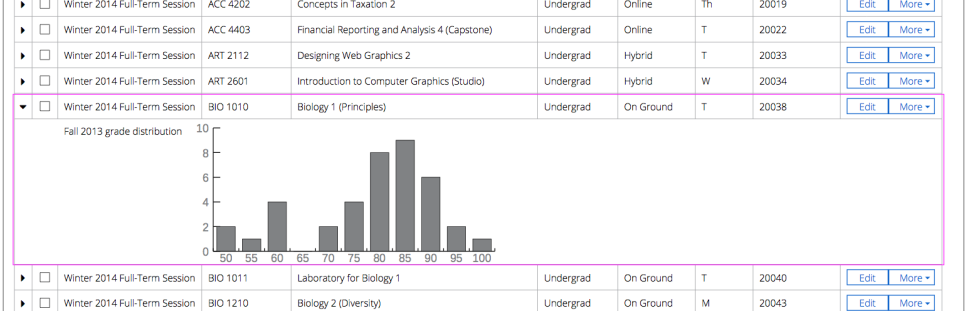 Winter 2014 Full-Term Session ACC 4202 Concepts in Taxation 2 Undergrad Online Th 20019 Edit More
Winter 2014 Full-Term Session ACC 4403 Financial Reporting and Analysis 4 (Capstone) Undergrad Online T 20022 Edit More
Winter 2014 Full-Term Session ART 2112 Designing Web Graphics 2 Undergrad Hybrid T 20033 Edit More
Winter 2014 Full-Term Session ART 2601 Introduction to Computer Graphics (Studio) Undergrad Hybrid W 20034 Edit More
Winter 2014 Full-Term Session BIO 1010 Biology 1 (Principles) Undergrad On Ground T 20038 Edit More
Fall 2013 grade distribution 10
8
6
4
2
0
50 55 60 65 70 75 80 85 90 95 100
Winter 2014 Full-Term Session BIO 1011 Laboratory for Biology 1 Undergrad On Ground T 20040 Edit More
Winter 2014 Full-Term Session BIO 1210 Biology 2 (Diversity) Undergrad On Ground M 20043 Edit More